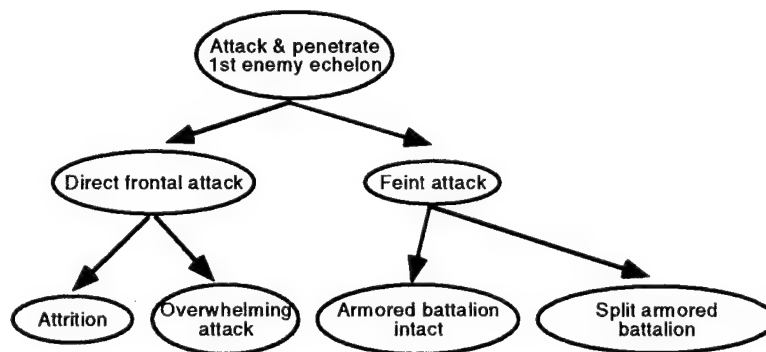 Attack & penetrate
1st enemy echelon
Direct frontal attack
Feint attack
Attrition
Overwhelming
attack
Armored battalion
intact
Split armored
battalion